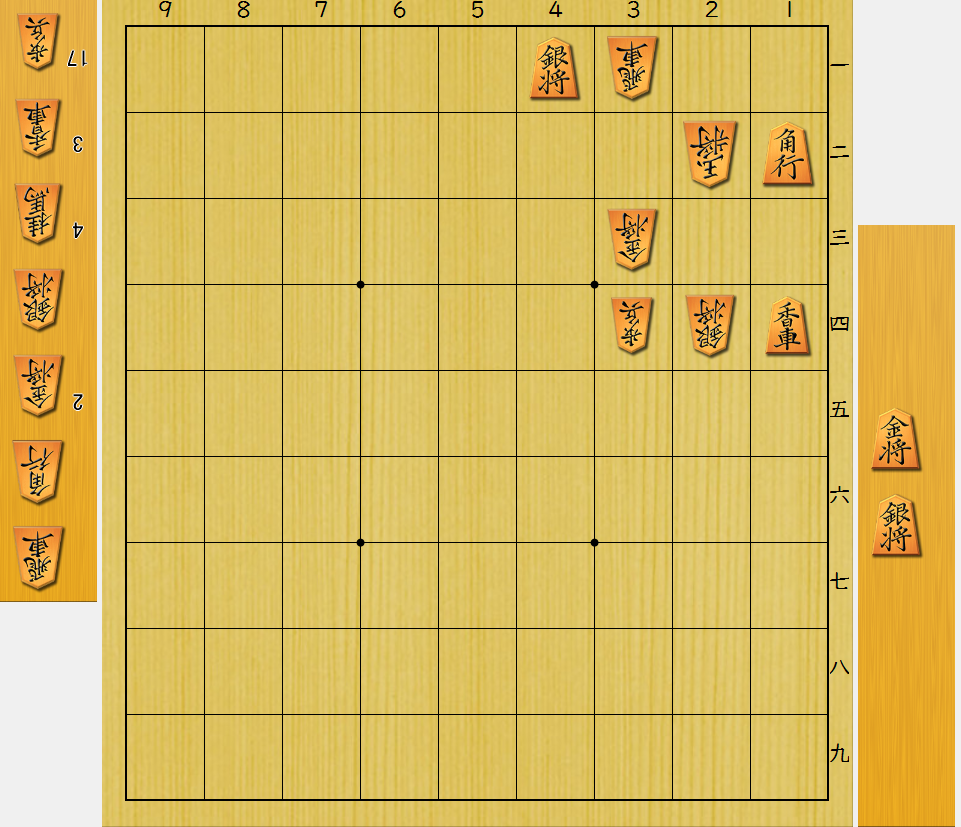 9 8 7 6 5 4 3 2 1
歩兵 17
香車 3
桂馬 4
銀将
金将 2
角行
飛車
銀将 飛車 一
玉将 角行 二
金将 三
歩兵 銀将 香車 四
五
六
七
八
九
金将
銀将